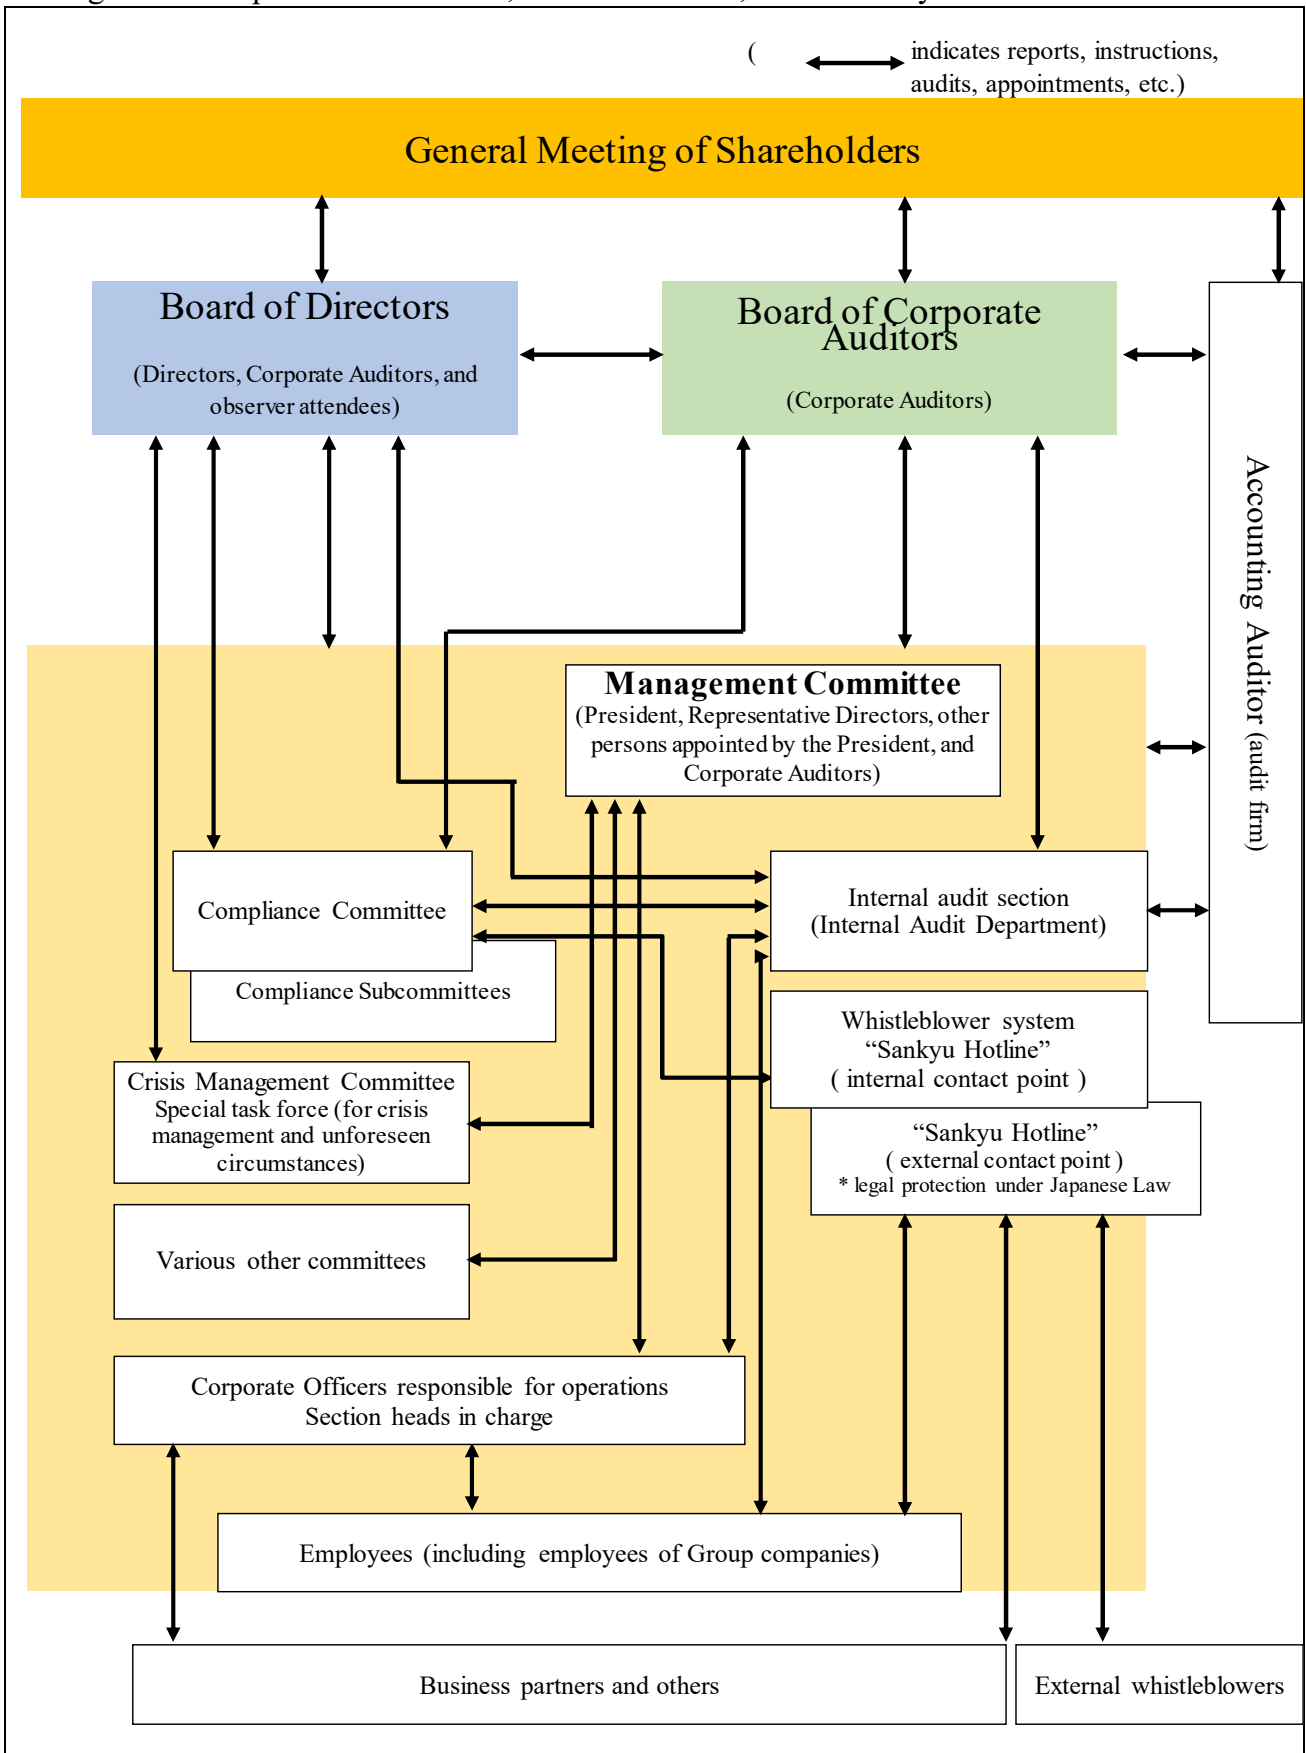 ( indicates reports, instructions,
audits, appointments, etc.)
General Meeting of Shareholders
Board of Directors
(Directors, Corporate Auditors, and
observer attendees)
Board of Corporate
Auditors
(Corporate Auditors)
Accounting Auditor (audit firm)
Management Committee
(President, Representative Directors, other
persons appointed by the President, and
Corporate Auditors)
Compliance Committee
Compliance Subcommittees
Internal audit section
(Internal Audit Department)
Whistleblower system
“Sankyu Hotline”
( internal contact point )
“Sankyu Hotline”
( external contact point )
* legal protection under Japanese Law
Crisis Management Committee
Special task force (for crisis
management and unforeseen
circumstances)
Various other committees
Corporate Officers responsible for operations
Section heads in charge
Employees (including employees of Group companies)
Business partners and others
External whistleblowers